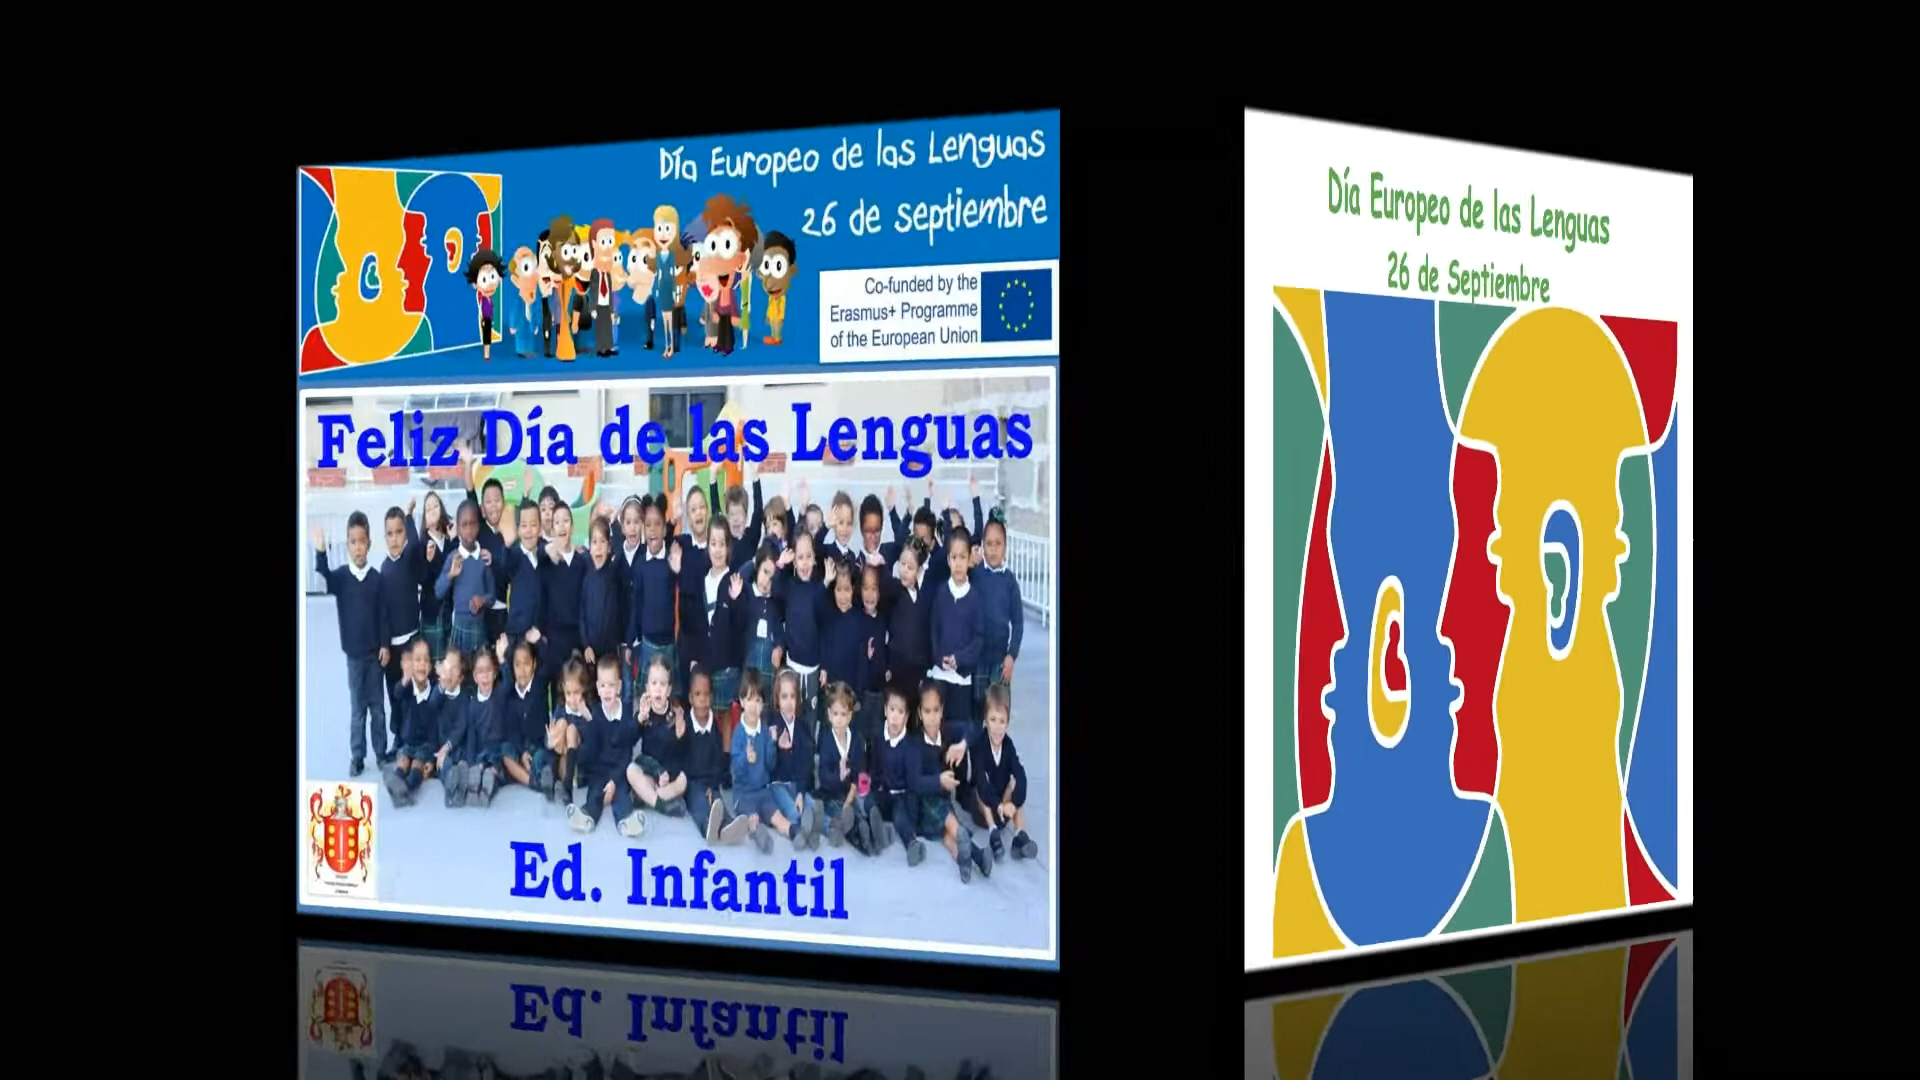 Día Europeo de las Lenguas
26 de septiembre
Co-funded by the
Erasmus+ Programme
of the European Union
Feliz Día de las Lenguas
Ed. Infantil
Día Europeo de las Lenguas
26 de Septiembre